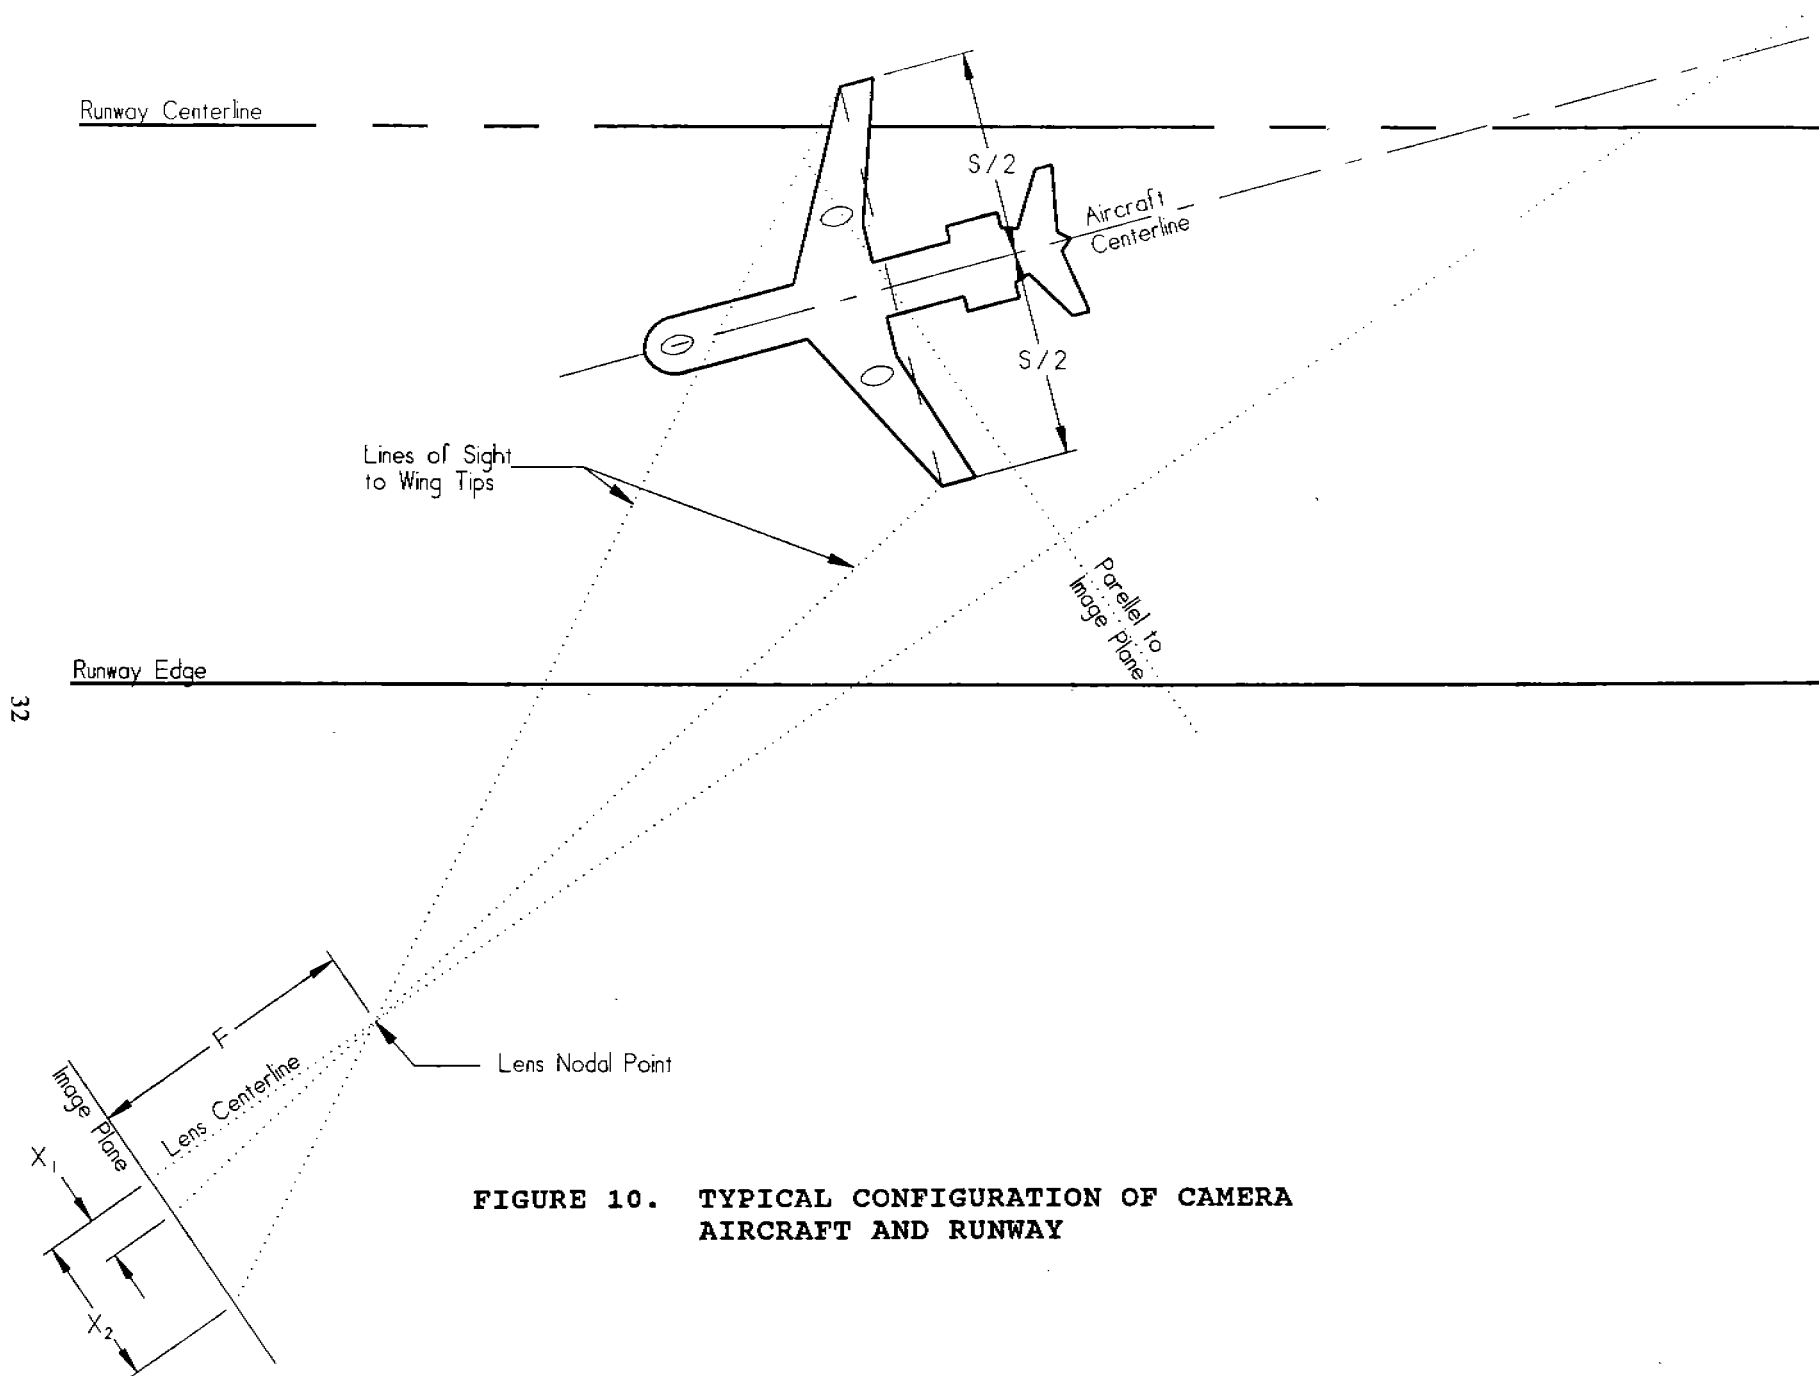 Runway Centerline
S/2
Aircraft
Centerline
S/2
Lines of Sight
to Wing Tips
Parellel to
Image Plane
Runway Edge
32
F
Lens Nodal Point
Lens Centerline
Image Plane
X1
X2
FIGURE 10. TYPICAL CONFIGURATION OF CAMERA
AIRCRAFT AND RUNWAY